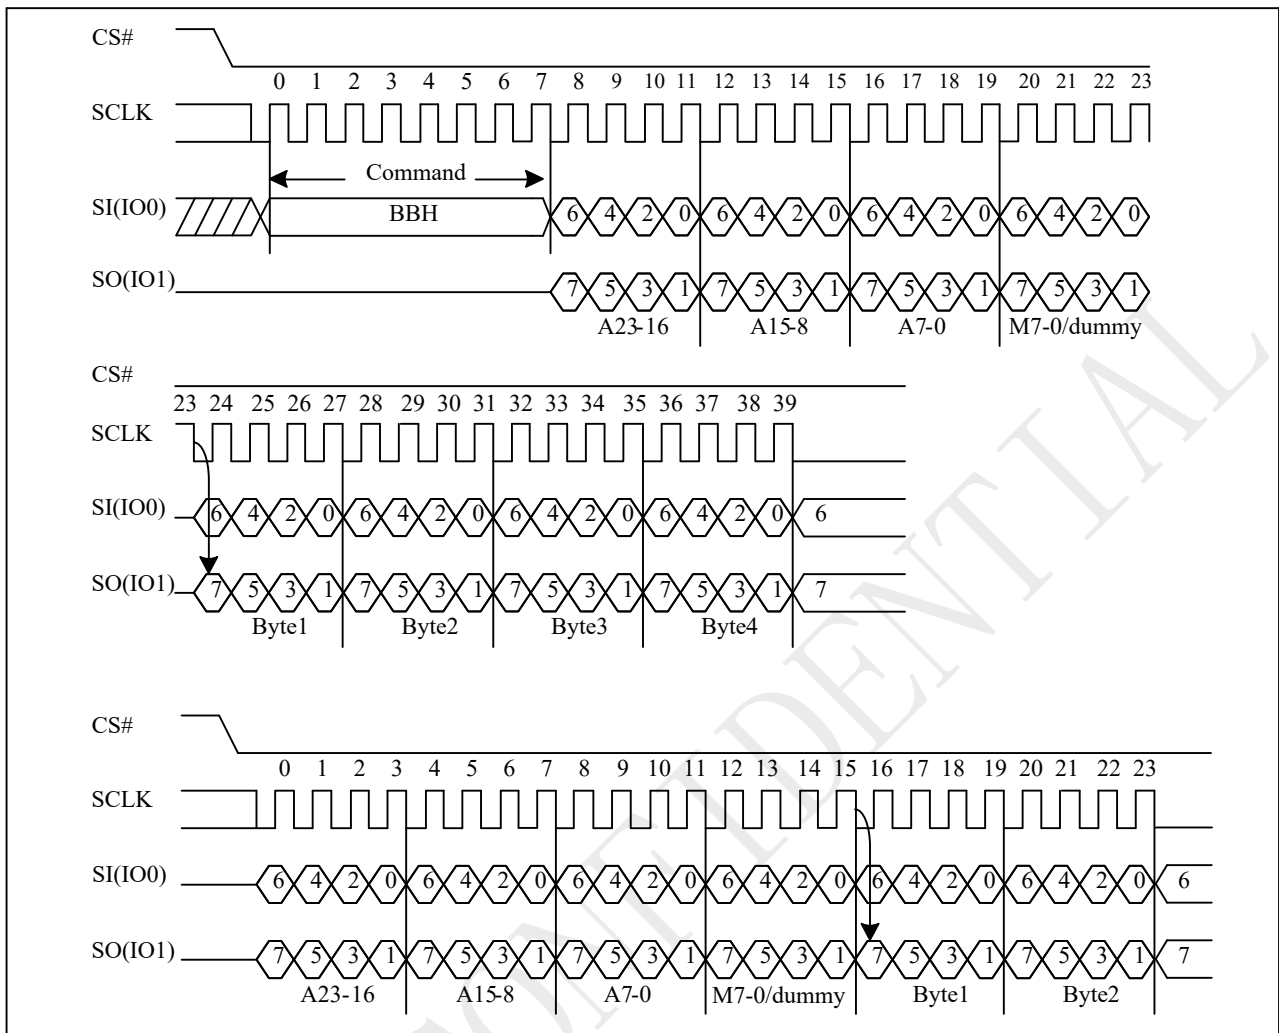 CS#
0 1 2 3 4 5 6 7 8 9 10 11 12 13 14 15 16 17 18 19 20 21 22 23
SCLK
Command
SI(IO0) BBH 6 4 2 0 6 4 2 0 6 4 2 0 6 4 2 0
SO(IO1) 7 5 3 1 7 5 3 1 7 5 3 1 7 5 3 1
A23-16 A15-8 A7-0 M7-0/dummy
CS#
23 24 25 26 27 28 29 30 31 32 33 34 35 36 37 38 39
SCLK
SI(IO0) 6 4 2 0 6 4 2 0 6 4 2 0 6 4 2 0 6
SO(IO1) 7 5 3 1 7 5 3 1 7 5 3 1 7 5 3 1 7
Byte1 Byte2 Byte3 Byte4
CS#
0 1 2 3 4 5 6 7 8 9 10 11 12 13 14 15 16 17 18 19 20 21 22 23
SCLK
SI(IO0) 6 4 2 0 6 4 2 0 6 4 2 0 6 4 2 0 6 4 2 0 6 4 2 0 6
SO(IO1) 7 5 3 1 7 5 3 1 7 5 3 1 7 5 3 1 7 5 3 1 7 5 3 1 7
A23-16 A15-8 A7-0 M7-0/dummy Byte1 Byte2
CONFIDENTIAL